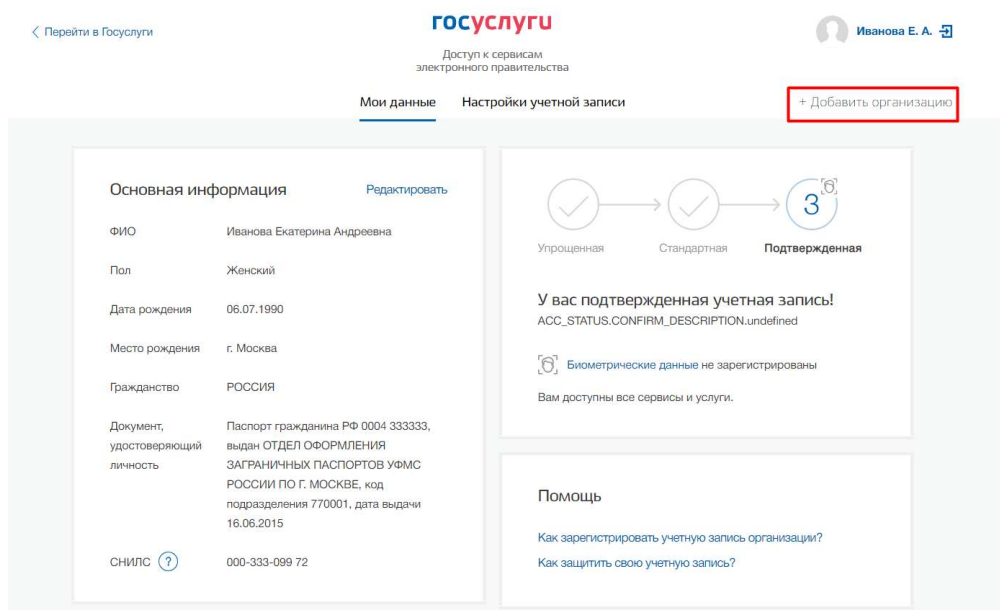 Перейти в Госуслуги
госуслуги
Иванова Е. А.
Доступ к сервисам
электронного правительства
Мои данные
Настройки учетной записи
+ Добавить организацию
Основная информация
Редактировать
ФИО Иванова Екатерина Андреевна
Пол Женский
Дата рождения 06.07.1990
Место рождения г. Москва
Гражданство РОССИЯ
Документ, Паспорт гражданина РФ 0004 333333,
удостоверяющий выдан ОТДЕЛ ОФОРМЛЕНИЯ
личность ЗАГРАНИЧНЫХ ПАСПОРТОВ УФМС
РОССИИ ПО Г. МОСКВЕ, код
подразделения 770001, дата выдачи
16.06.2015
СНИЛС ? 000-333-099 72
3
Упрощенная
Стандартная
Подтвержденная
У вас подтвержденная учетная запись!
ACC_STATUS.CONFIRM_DESCRIPTION.undefined
Биометрические данные не зарегистрированы
Вам доступны все сервисы и услуги.
Помощь
Как зарегистрировать учетную запись организации?
Как защитить свою учетную запись?